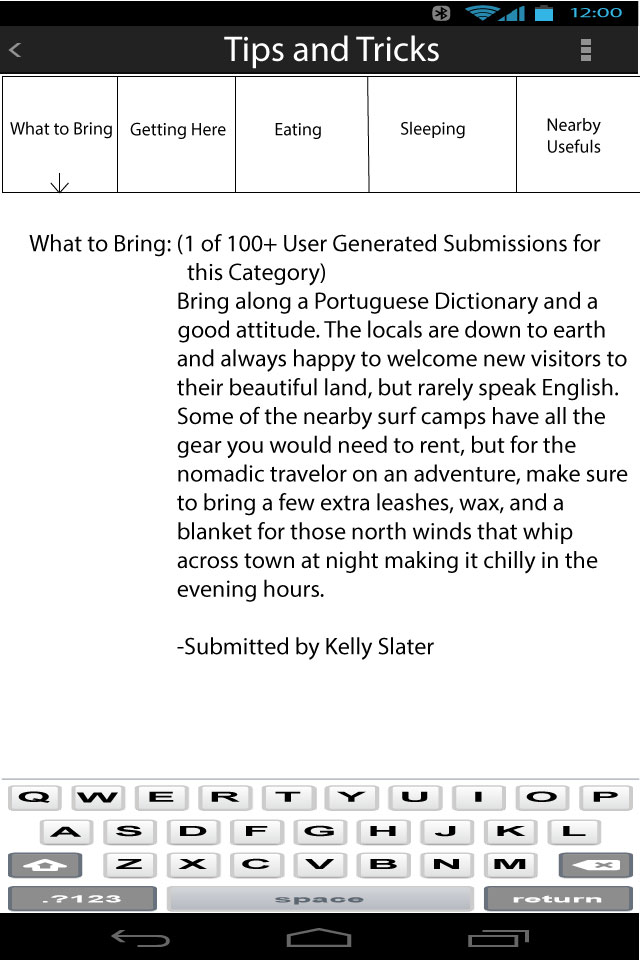 12:00
<
Tips and Tricks
What to Bring
Getting Here
Eating
Sleeping
Nearby
Usefuls
What to Bring: (1 of 100+ User Generated Submissions for
this Category)
Bring along a Portuguese Dictionary and a
good attitude. The locals are down to earth
and always happy to welcome new visitors to
their beautiful land, but rarely speak English.
Some of the nearby surf camps have all the
gear you would need to rent, but for the
nomadic travelor on an adventure, make sure
to bring a few extra leashes, wax, and a
blanket for those north winds that whip
across town at night making it chilly in the
evening hours.
-Submitted by Kelly Slater
Q W E R T Y U I O P
A S D F G H J K L
Z X C V B N M
.?123 space return